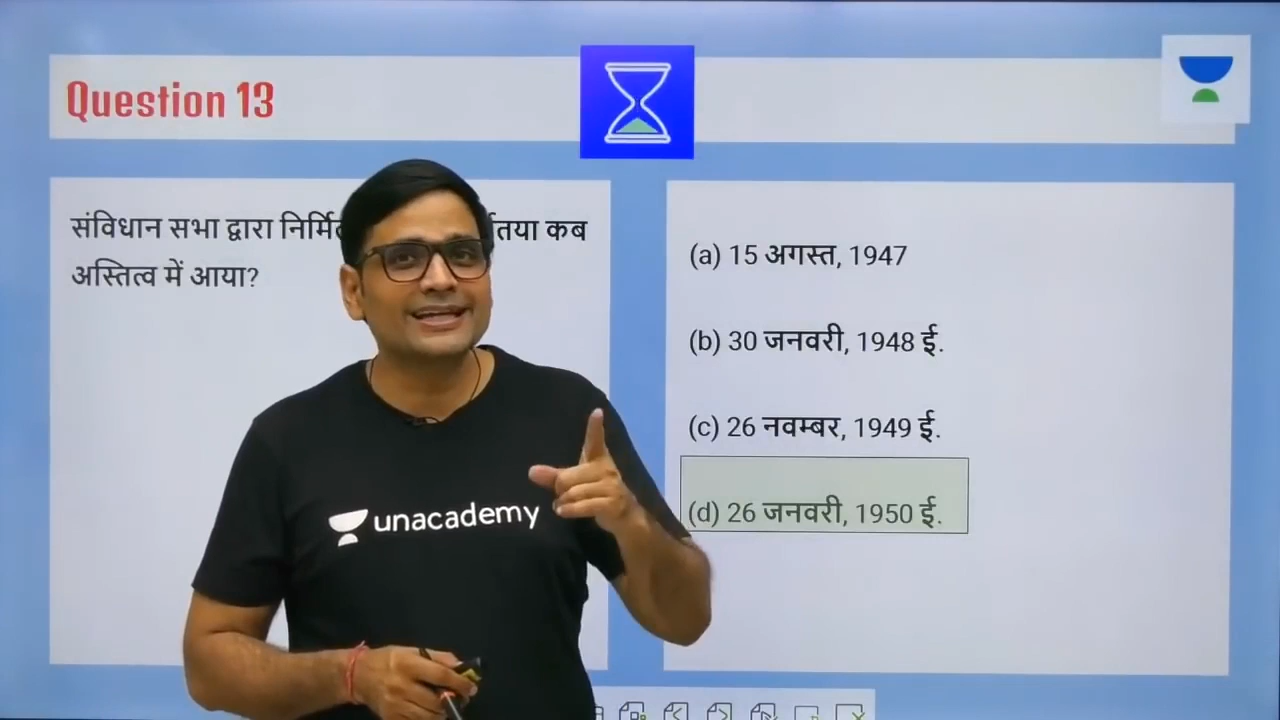 Question 13
संविधान सभा द्वारा कब
अस्तित्व में आया?
(a) 15 अगस्त, 1947
(b) 30 जनवरी, 1948 ई.
(c) 26 नवम्बर, 1949 ई.
(d) 26 जनवरी, 1950 ई.
unacademy